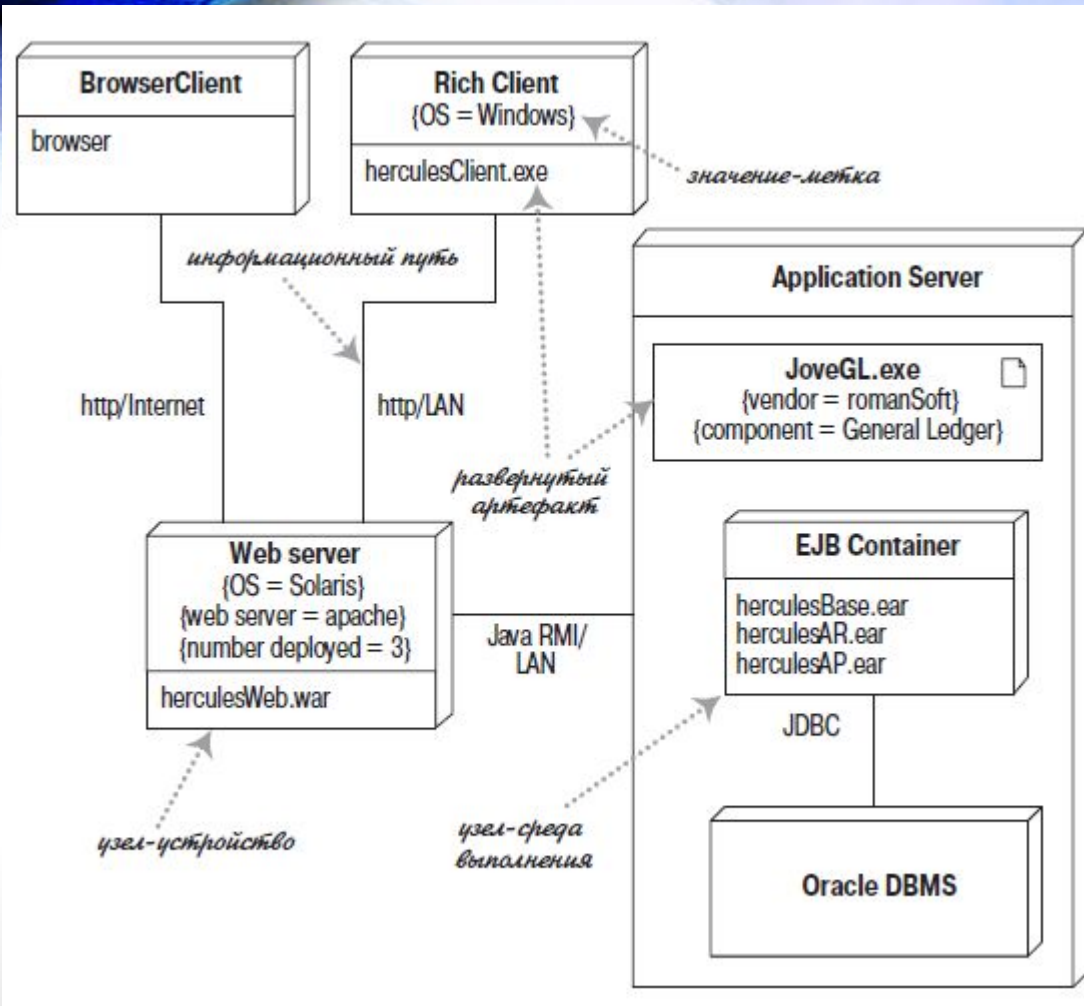 BrowserClient
browser
Rich Client
{OS = Windows}
herculesClient.exe
значение-метка
информационный путь
http/Internet
http/LAN
развернутый
артефакт
Application Server
JoveGL.exe
{vendor = romanSoft}
{component = General Ledger}
EJB Container
herculesBase.ear
herculesAR.ear
herculesAP.ear
JDBC
Oracle DBMS
Web server
{OS = Solaris}
{web server = apache}
{number deployed = 3}
herculesWeb.war
Java RMI/
LAN
узел-устройство
узел-среда
выполнения